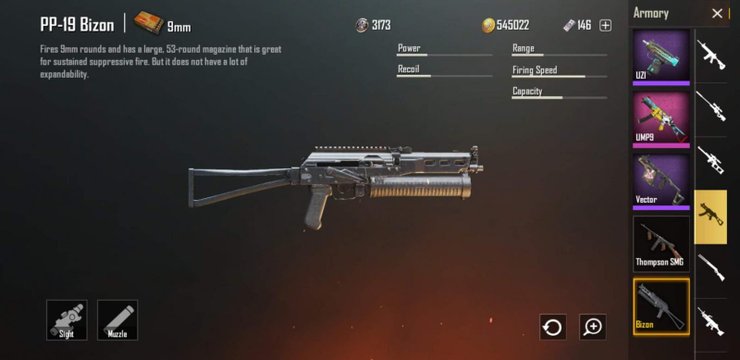 PP-19 Bizon 9mm
3173 545022 146
Armory
Fires 9mm rounds and has a large, 53-round magazine that is great
for sustained suppressive fire. But it does not have a lot of
expandability.
Power
Range
Recoil
Firing Speed
Capacity
UZI
UMP9
Vector
Thompson SMG
Bizon
Sight
Muzzle